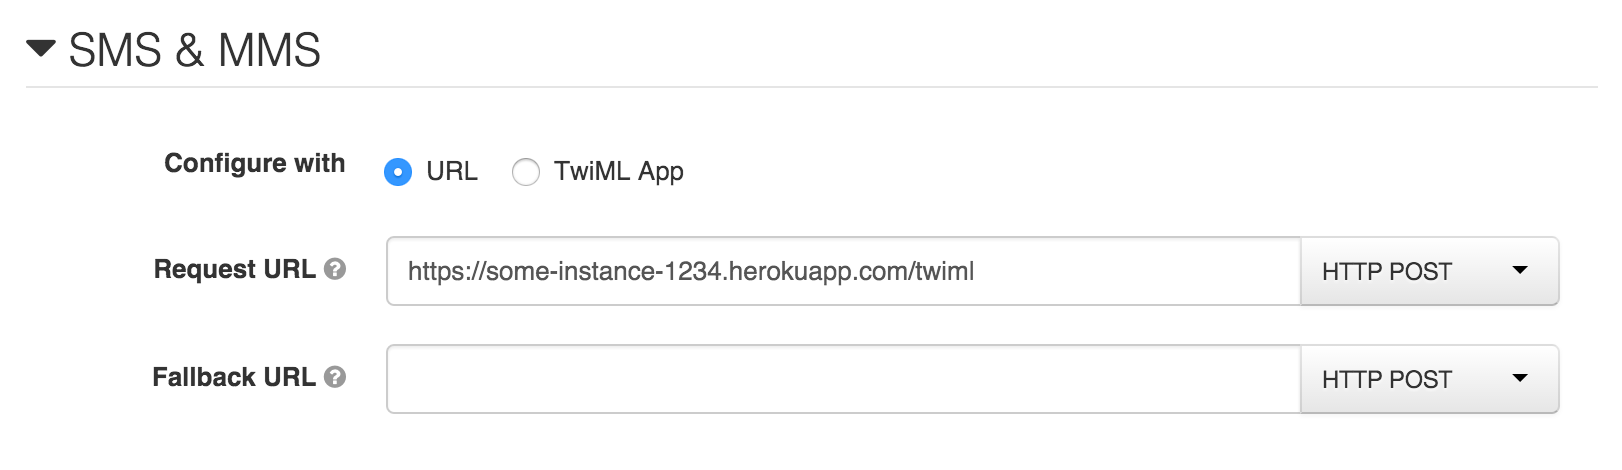 SMS & MMS
Configure with URL TwiML App
Request URL ? https://some-instance-1234.herokuapp.com/twiml HTTP POST
Fallback URL ? HTTP POST